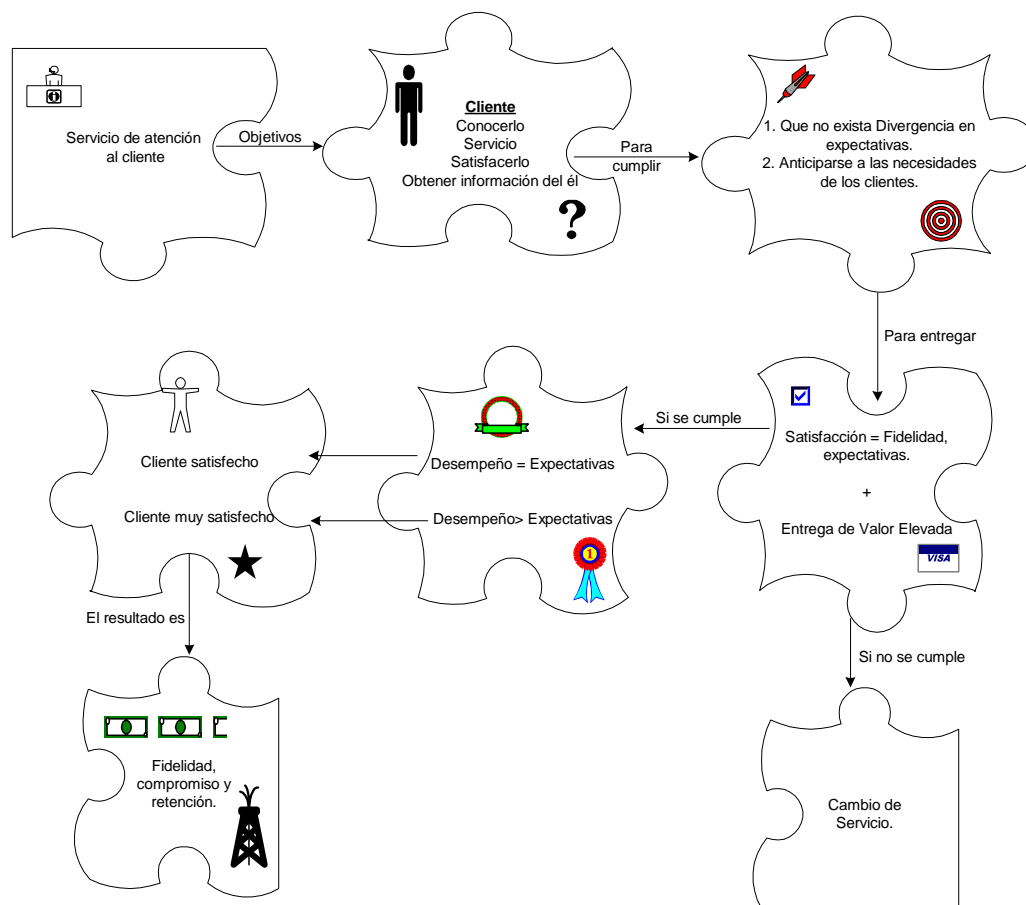 Servicio de atención
al cliente
Objetivos
Cliente
Conocerlo
Servicio
Satisfacerlo
Obtener información del él
?
Para
cumplir
1. Que no exista Divergencia en
expectativas.
2. Anticiparse a las necesidades
de los clientes.
Para entregar
Satisfacción = Fidelidad,
expectativas.
+
Entrega de Valor Elevada
VISA
Si se cumple
Desempeño = Expectativas
Desempeño> Expectativas
1
Cliente satisfecho
Cliente muy satisfecho
El resultado es
Fidelidad,
compromiso y
retención.
Si no se cumple
Cambio de
Servicio.